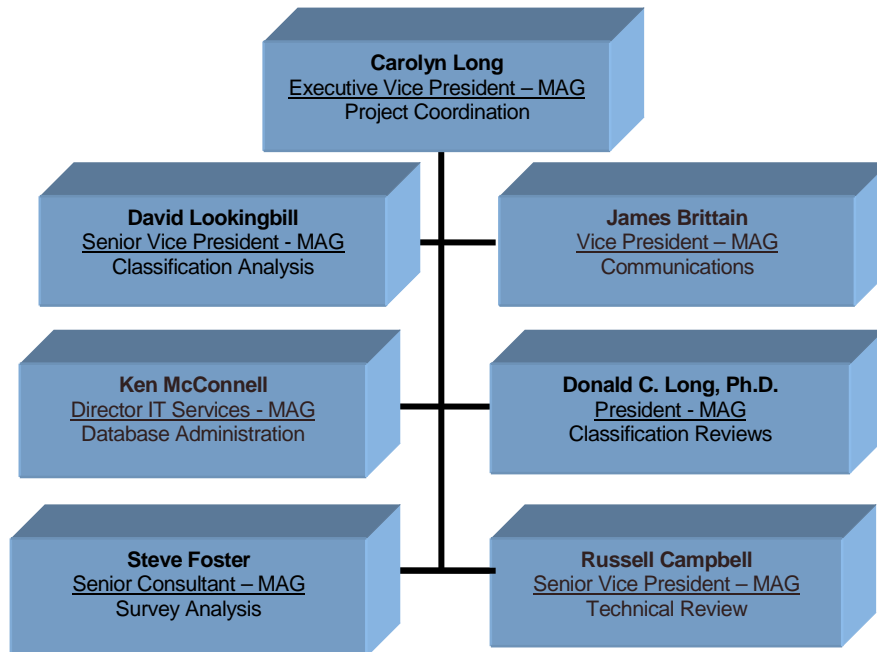 Carolyn Long
Executive Vice President – MAG
Project Coordination
David Lookingbill
Senior Vice President - MAG
Classification Analysis
James Brittain
Vice President – MAG
Communications
Ken McConnell
Director IT Services - MAG
Database Administration
Donald C. Long, Ph.D.
President - MAG
Classification Reviews
Steve Foster
Senior Consultant – MAG
Survey Analysis
Russell Campbell
Senior Vice President – MAG
Technical Review